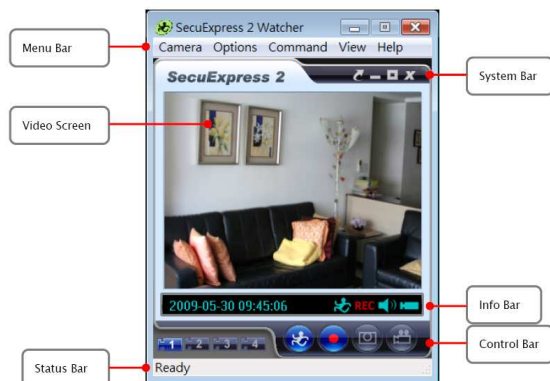 SecuExpress 2 Watcher
Menu Bar
Camera Options Command View Help
SecuExpress 2
System Bar
Video Screen
2009-05-30 09:45:06 REC
Info Bar
1 2 3 4
Control Bar
Status Bar
Ready